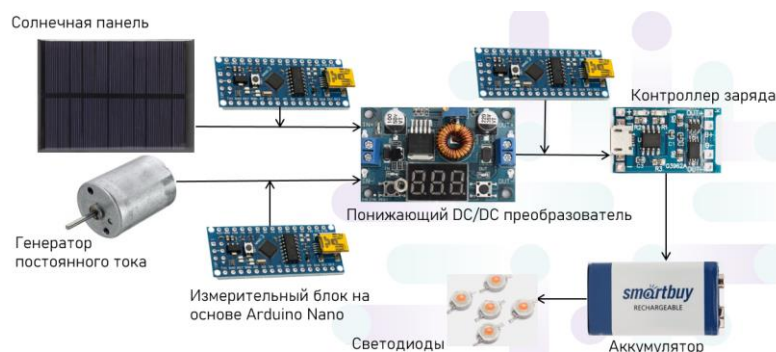 Солнечная панель
Контроллер заряда
Понижающий DC/DC преобразователь
Генератор
постоянного тока
Измерительный блок на
основе Arduino Nano
smartbuy
RECHARGEABLE
Светодиоды
Аккумулятор